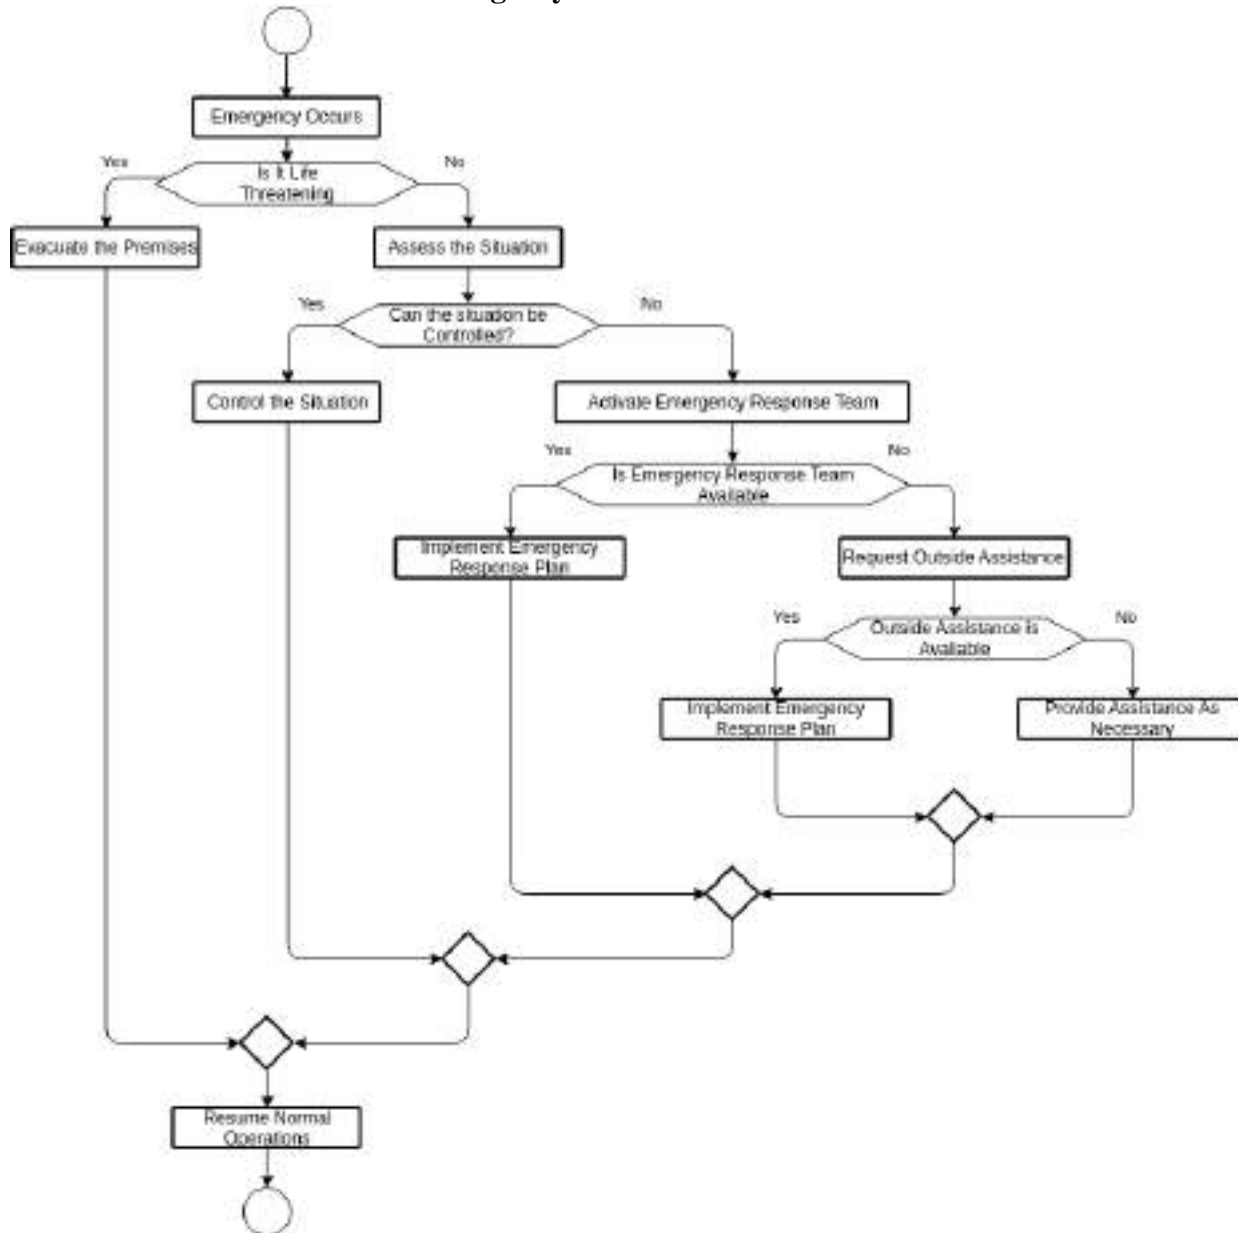 Emergency Occurs
Yes
No
Is It Life
Threatening
Evacuate the Premises
Assess the Situation
Yes
No
Can the situation be
Controlled?
Control the Situation
Activate Emergency Response Team
Yes
No
Is Emergency Response Team
Available
Implement Emergency
Response Plan
Request Outside Assistance
Yes
No
Outside Assistance is
Available
Implement Emergency
Response Plan
Provide Assistance As
Necessary
Resume Normal
Operations